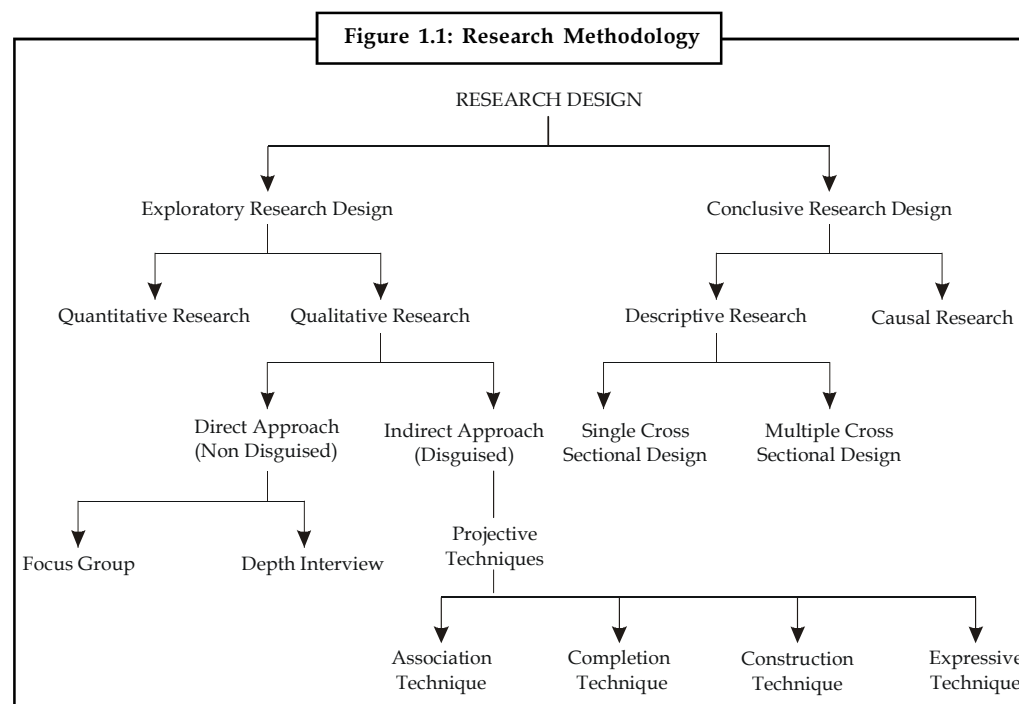 Figure 1.1: Research Methodology
RESEARCH DESIGN
Exploratory Research Design
Conclusive Research Design
Quantitative Research
Qualitative Research
Descriptive Research
Causal Research
Direct Approach
(Non Disguised)
Indirect Approach
(Disguised)
Single Cross
Sectional Design
Multiple Cross
Sectional Design
Focus Group
Depth Interview
Projective
Techniques
Association
Technique
Completion
Technique
Construction
Technique
Expressive
Technique